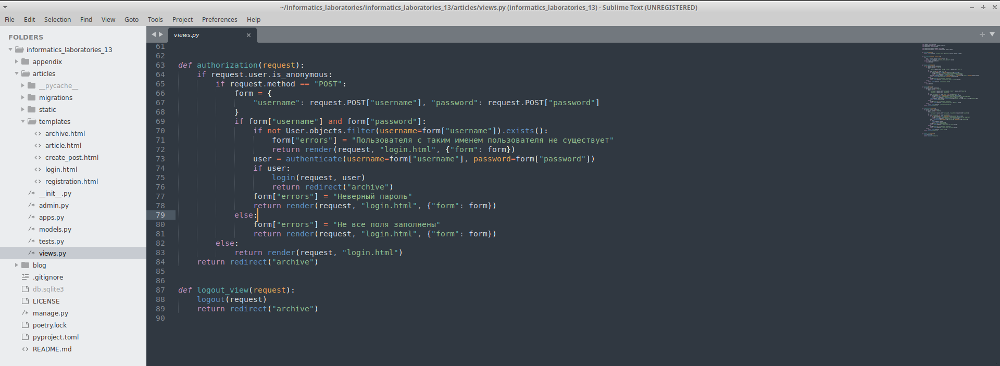 ~/informatics_laboratories/informatics_laboratories_13/articles/views.py (informatics_laboratories_13) - Sublime Text (UNREGISTERED)
File Edit Selection Find View Goto Tools Project Preferences Help
FOLDERS
informatics_laboratories_13
appendix
articles
__pycache__
migrations
static
templates
<> archive.html
<> article.html
<> create_post.html
<> login.html
<> registration.html
/* __init__.py
/* admin.py
/* apps.py
/* models.py
/* tests.py
/* views.py
blog
.gitignore
db.sqlite3
LICENSE
/* manage.py
poetry.lock
pyproject.toml
<> README.md
views.py
61
62
63 def authorization(request):
64     if request.user.is_anonymous:
65         if request.method == "POST":
66             form = {
67                 "username": request.POST["username"], "password": request.POST["password"]
68             }
69             if form["username"] and form["password"]:
70                 if not User.objects.filter(username=form["username"]).exists():
71                     form["errors"] = "Пользователя с таким именем пользователя не существует"
72                     return render(request, "login.html", {"form": form})
73                 user = authenticate(username=form["username"], password=form["password"])
74                 if user:
75                     login(request, user)
76                     return redirect("archive")
77                 form["errors"] = "Неверный пароль"
78                 return render(request, "login.html", {"form": form})
79             else:
80                 form["errors"] = "Не все поля заполнены"
81                 return render(request, "login.html", {"form": form})
82         else:
83             return render(request, "login.html")
84     return redirect("archive")
85
86
87 def logout_view(request):
88     logout(request)
89     return redirect("archive")
90